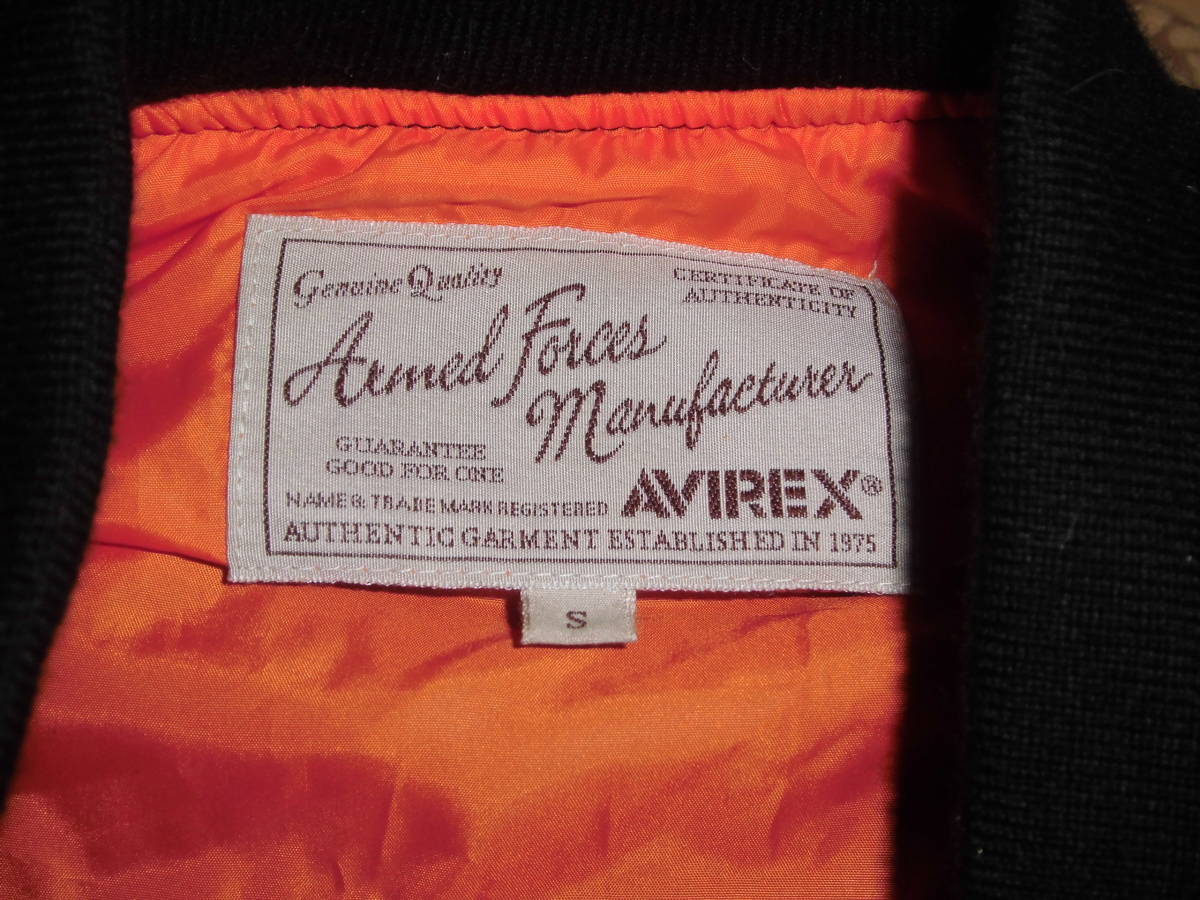 Genuine Quality
CERTIFICATE OF
AUTHENTICITY
Armed Forces
Manufacturer
GUARANTEE
GOOD FOR ONE
NAME & TRADE MARK REGISTERED
AVIREX®
AUTHENTIC GARMENT ESTABLISHED IN 1975
S